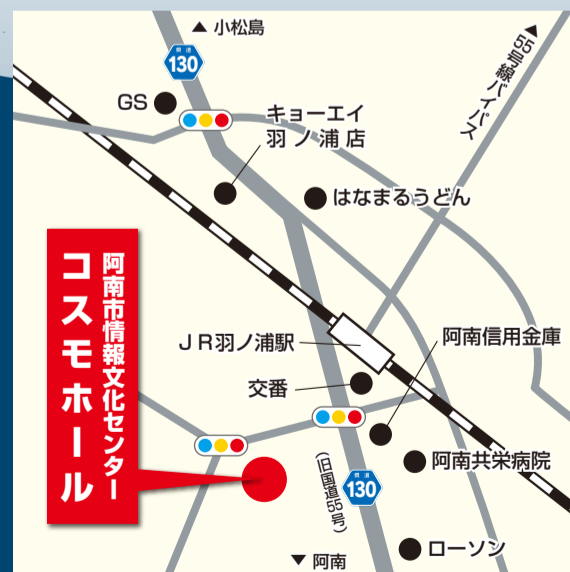 ▲ 小松島
県道
130
55号線バイパス
GS
キョーエイ
羽ノ浦店
はなまるうどん
阿南市情報文化センター
コスモホール
JR羽ノ浦駅
阿南信用金庫
交番
阿南共栄病院
(旧国道55号)
県道
130
ローソン
▼ 阿南